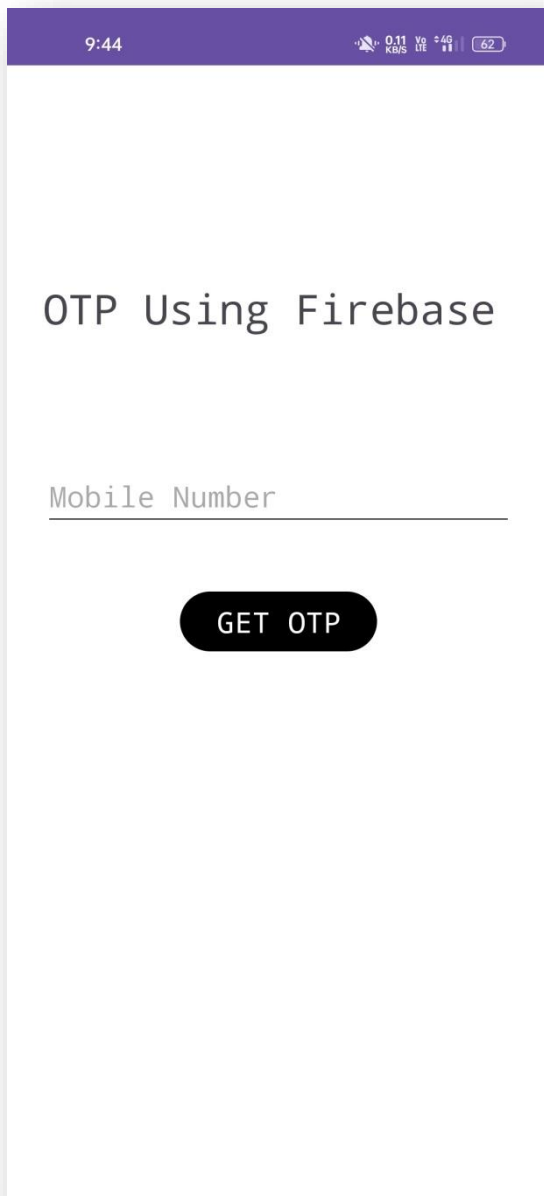 9:44 0.11 KB/S Vo LTE 4G 62
OTP Using Firebase
Mobile Number
GET OTP